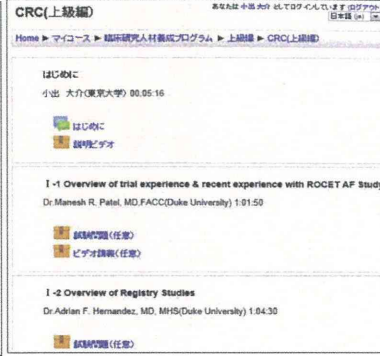 CRC(上級編)
あなたは 小出 大介 としてログインしています (ログアウト
日本語 (ja)
Home ► マイコース ► 臨床研究人材養成プログラム ► 上級編 ► CRC(上級編)
はじめに
小出 大介(東京大学) 00:05:16
はじめに
説明ビデオ
I-1 Overview of trial experience & recent experience with ROCET AF Study
Dr.Manesh R. Patel, MD,FACC(Duke University) 1:01:50
試験問題(任意)
ビデオ講義(任意)
I-2 Overview of Registry Studies
Dr.Adrian F. Hernandez, MD, MHS(Duke University) 1:04:30
試験問題(任意)